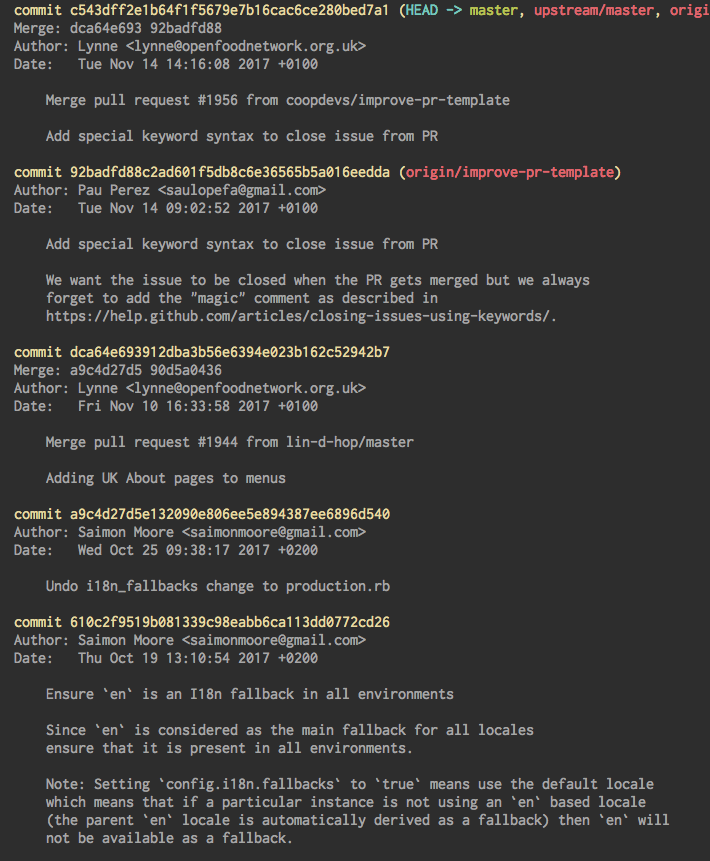 commit c543dff2e1b64f1f5679e7b16cac6ce280bed7a1 (HEAD -> master, upstream/master, origi
Merge: dca64e693 92badfd88
Author: Lynne <lynne@openfoodnetwork.org.uk>
Date:   Tue Nov 14 14:16:08 2017 +0100
Merge pull request #1956 from coopdevs/improve-pr-template
Add special keyword syntax to close issue from PR
commit 92badfd88c2ad601f5db8c6e36565b5a016eedda (origin/improve-pr-template)
Author: Pau Perez <saulopefa@gmail.com>
Date:   Tue Nov 14 09:02:52 2017 +0100
Add special keyword syntax to close issue from PR
We want the issue to be closed when the PR gets merged but we always
forget to add the "magic" comment as described in
https://help.github.com/articles/closing-issues-using-keywords/.
commit dca64e693912dba3b56e6394e023b162c52942b7
Merge: a9c4d27d5 90d5a0436
Author: Lynne <lynne@openfoodnetwork.org.uk>
Date:   Fri Nov 10 16:33:58 2017 +0100
Merge pull request #1944 from lin-d-hop/master
Adding UK About pages to menus
commit a9c4d27d5e132090e806ee5e894387ee6896d540
Author: Saimon Moore <saimonmoore@gmail.com>
Date:   Wed Oct 25 09:38:17 2017 +0200
Undo i18n_fallbacks change to production.rb
commit 610c2f9519b081339c98eabb6ca113dd0772cd26
Author: Saimon Moore <saimonmoore@gmail.com>
Date:   Thu Oct 19 13:10:54 2017 +0200
Ensure `en` is an I18n fallback in all environments
Since `en` is considered as the main fallback for all locales
ensure that it is present in all environments.
Note: Setting `config.i18n.fallbacks` to `true` means use the default locale
which means that if a particular instance is not using an `en` based locale
(the parent `en` locale is automatically derived as a fallback) then `en` will
not be available as a fallback.